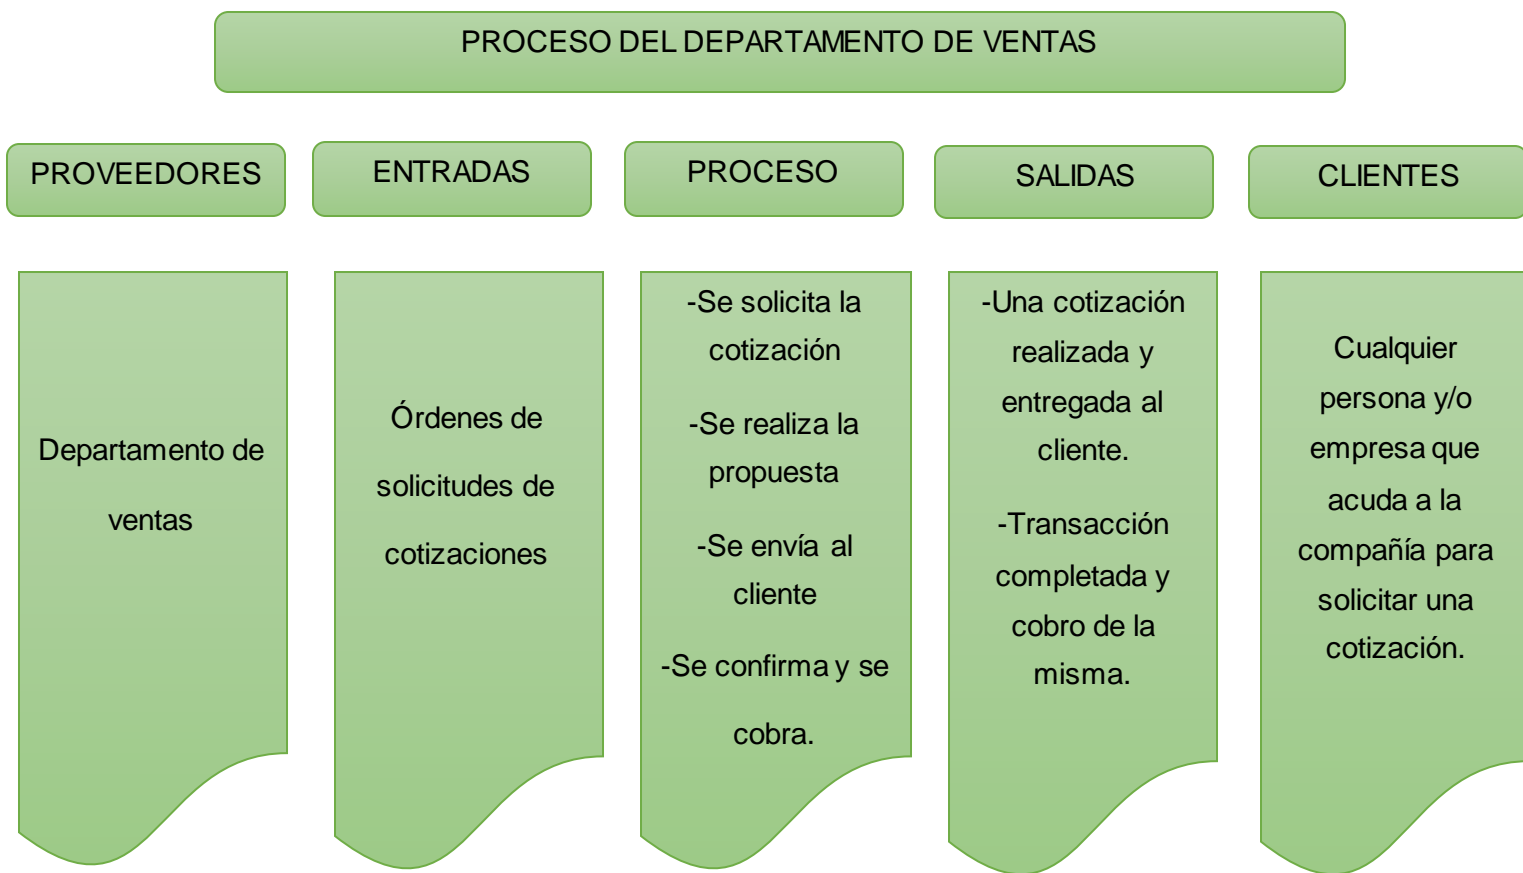 PROCESO DEL DEPARTAMENTO DE VENTAS
PROVEEDORES
ENTRADAS
PROCESO
SALIDAS
CLIENTES
Departamento de
ventas
Órdenes de
solicitudes de
cotizaciones
-Se solicita la
cotización
-Se realiza la
propuesta
-Se envía al
cliente
-Se confirma y se
cobra.
-Una cotización
realizada y
entregada al
cliente.
-Transacción
completada y
cobro de la
misma.
Cualquier
persona y/o
empresa que
acuda a la
compañía para
solicitar una
cotización.